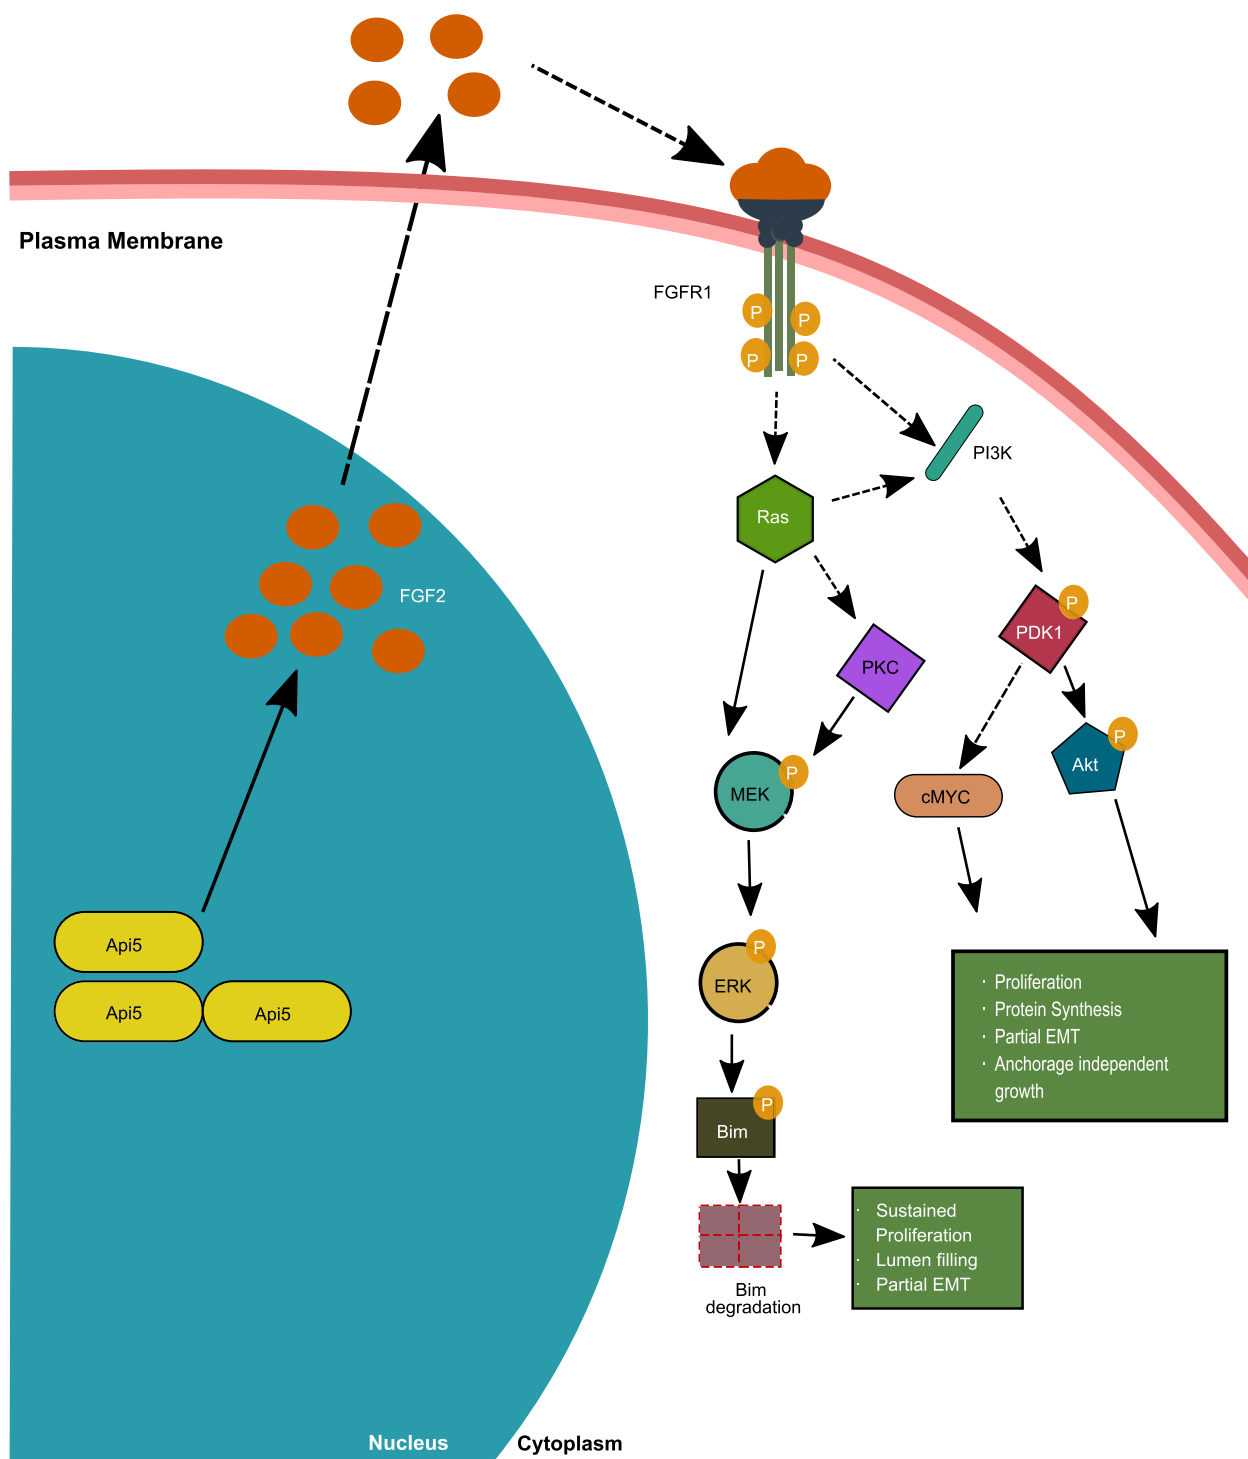 Plasma Membrane
FGFR1
P
P
P
P
PI3K
Ras
FGF2
P
PDK1
PKC
P
Akt
P
MEK
cMYC
Api5
P
ERK
Api5
Api5
· Proliferation
· Protein Synthesis
· Partial EMT
· Anchorage independent
growth
P
Bim
· Sustained
Proliferation
· Lumen filling
· Partial EMT
Bim
degradation
Nucleus
Cytoplasm